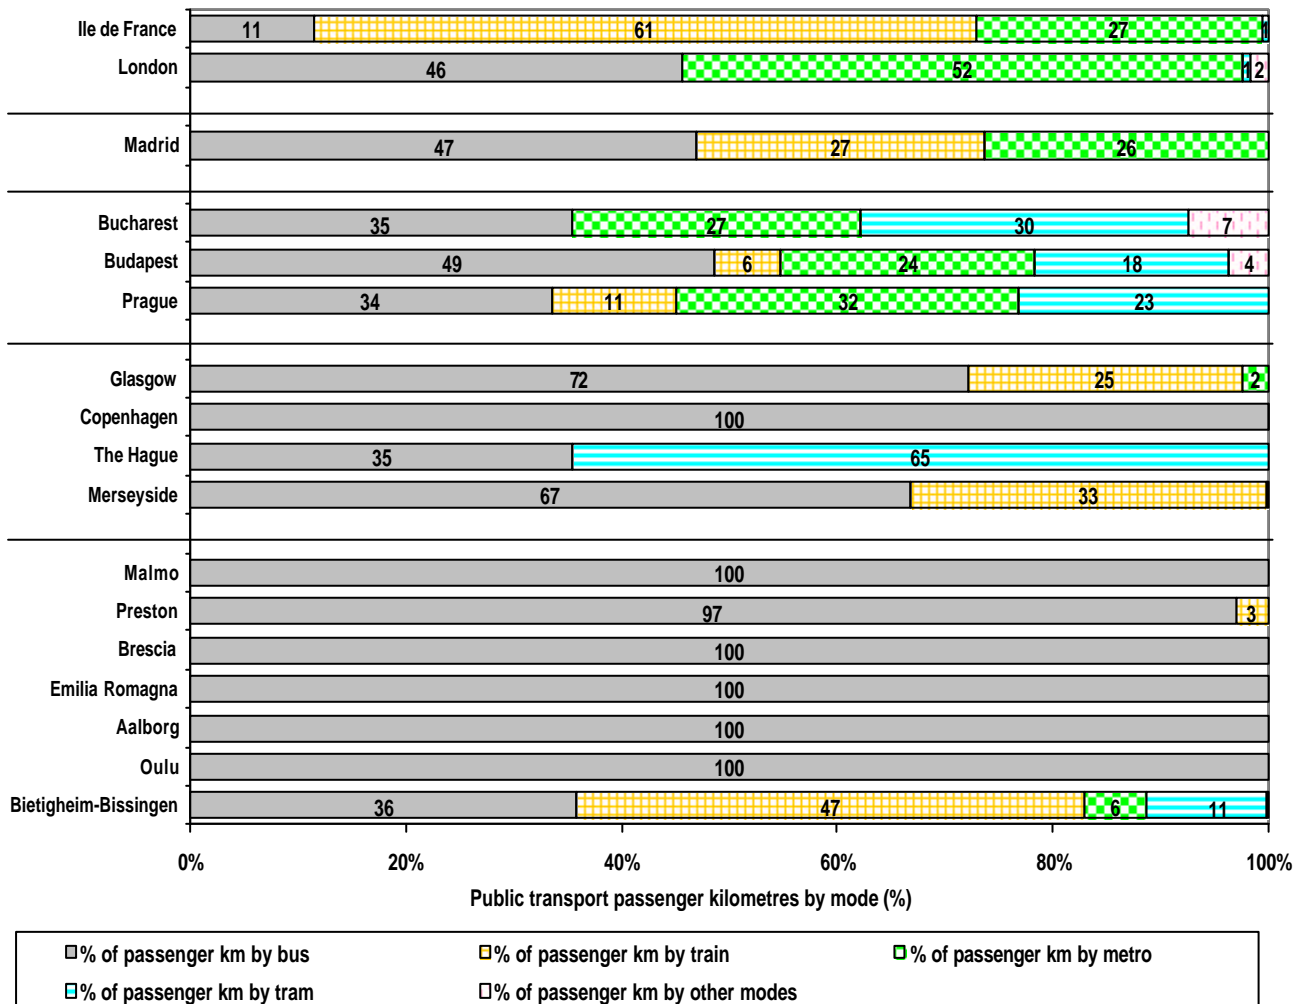 Ile de France 11 61 27 1
London 46 52 1 2
Madrid 47 27 26
Bucharest 35 27 30 7
Budapest 49 6 24 18 4
Prague 34 11 32 23
Glasgow 72 25 2
Copenhagen 100
The Hague 35 65
Merseyside 67 33
Malmo 100
Preston 97 3
Brescia 100
Emilia Romagna 100
Aalborg 100
Oulu 100
Bietigheim-Bissingen 36 47 6 11
0% 20% 40% 60% 80% 100%
Public transport passenger kilometres by mode (%)
% of passenger km by bus % of passenger km by train % of passenger km by metro
% of passenger km by tram % of passenger km by other modes